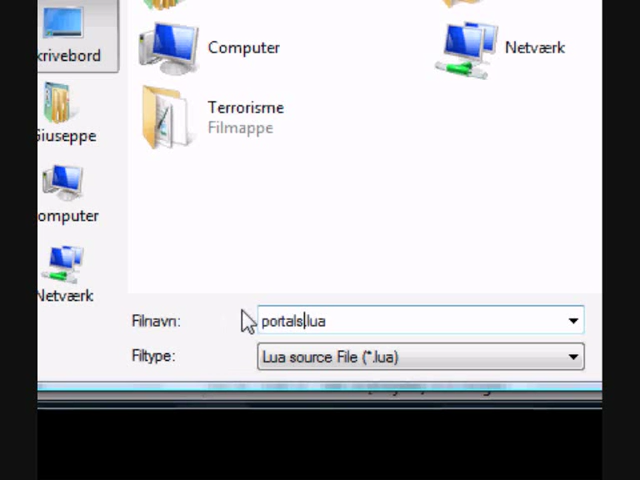 krivebord
Computer
Netværk
Terrorisme
Filmappe
Giuseppe
omputer
Netværk
Filnavn: portals.lua
Filtype: Lua source File (*.lua)